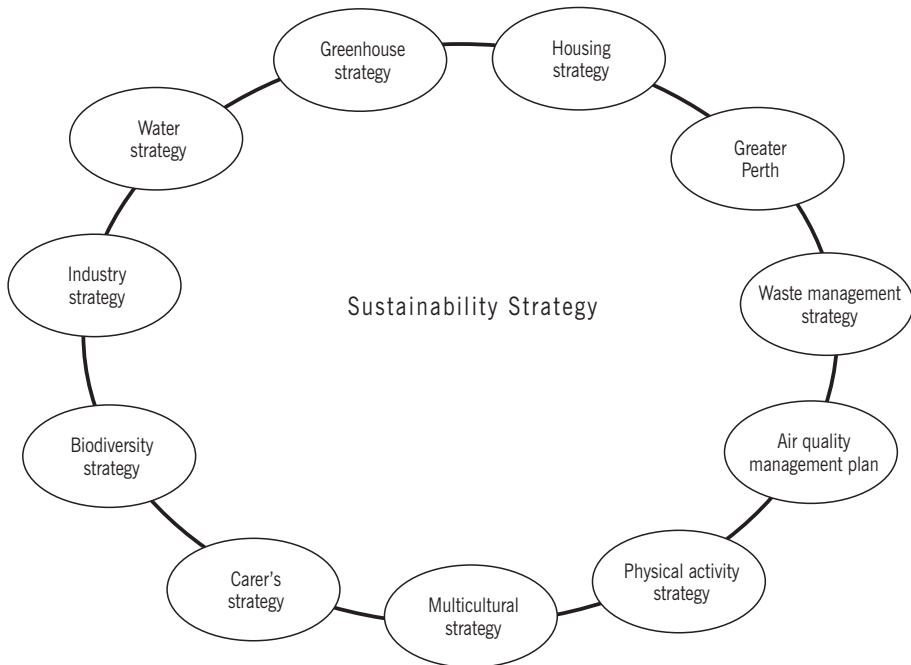 Greenhouse
strategy
Housing
strategy
Water
strategy
Greater
Perth
Industry
strategy
Sustainability Strategy
Waste management
strategy
Biodiversity
strategy
Air quality
management plan
Carer's
strategy
Multicultural
strategy
Physical activity
strategy